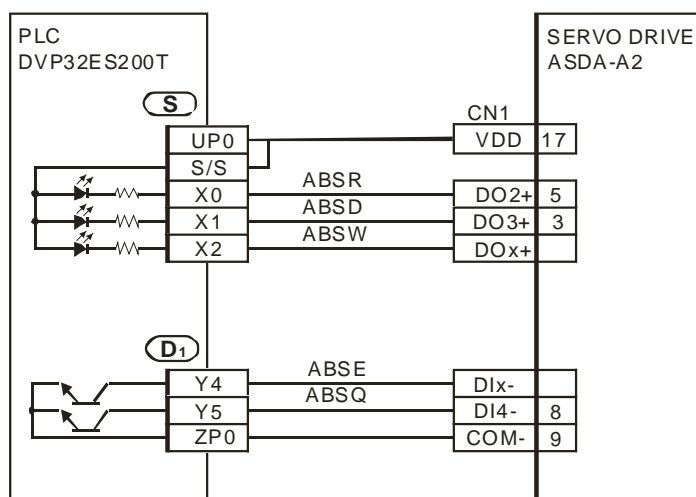 PLC
DVP32ES200T
SERVO DRIVE
ASDA-A2
S
CN1
UP0
VDD 17
S/S
X0 ABSR DO2+ 5
X1 ABSD DO3+ 3
X2 ABSW DOx+
D1
Y4 ABSE DIx-
Y5 ABSQ DI4- 8
ZP0 COM- 9